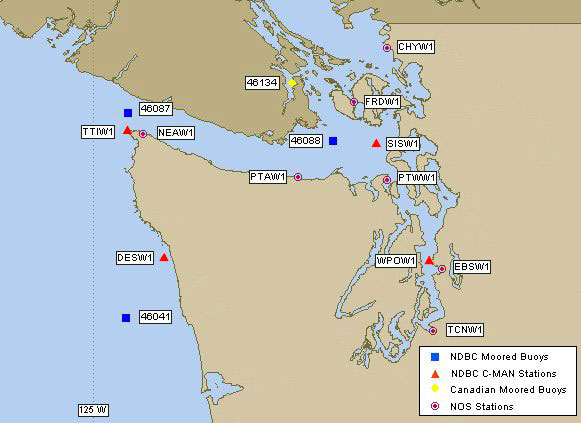 CHYW1
46134
FRDW1
46087
TTIW1
NEAW1
46088
SISW1
PTAW1
PTWW1
DESW1
WPOW1
EBSW1
46041
TCNW1
NDBC Moored Buoys
NDBC C-MAN Stations
Canadian Moored Buoys
NOS Stations
125 W